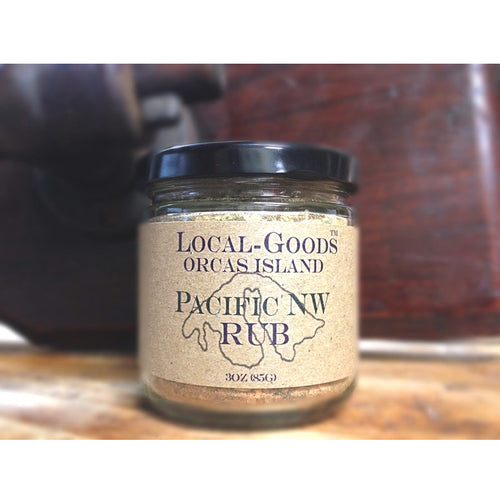 LOCAL-GOODS™
ORCAS ISLAND
PACIFIC NW
RUB
3OZ (85G)